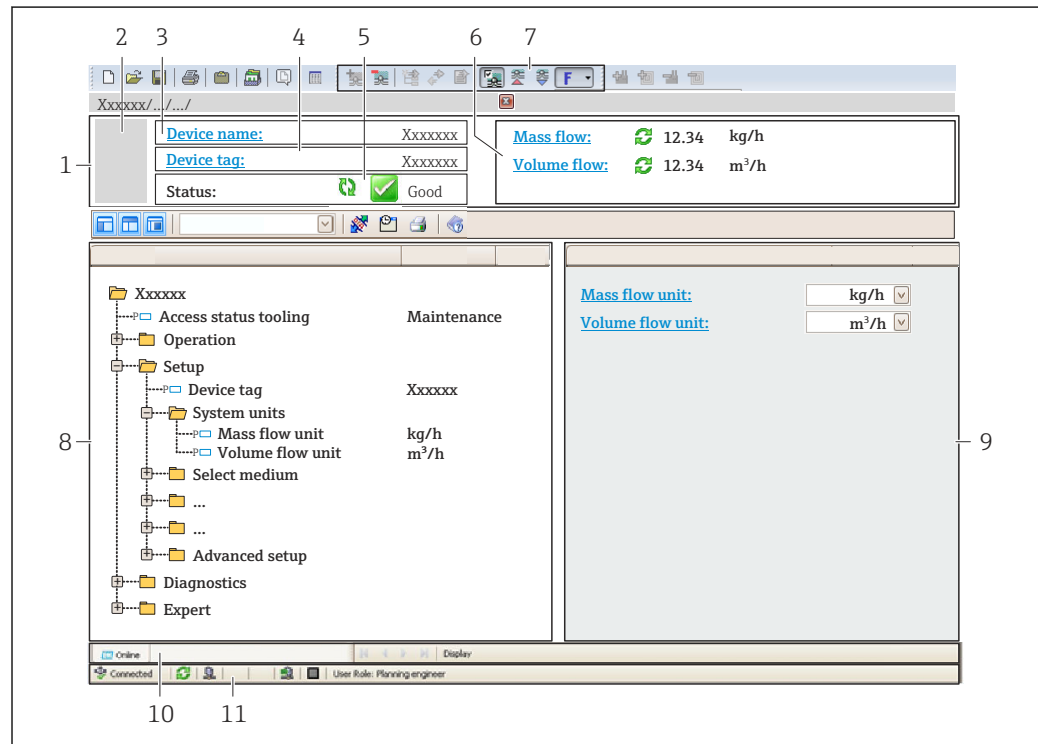 2 3 4 5 6 7
F
Xxxxxx/.../.../
1
Device name: Xxxxxxx
Device tag: Xxxxxxx
Status: Good
Mass flow: 12.34 kg/h
Volume flow: 12.34 m³/h
Xxxxxx
P Access status tooling Maintenance
Operation
Setup
P Device tag Xxxxxx
System units
P Mass flow unit kg/h
P Volume flow unit m³/h
Select medium
...
...
Advanced setup
Diagnostics
Expert
8
Mass flow unit: kg/h
Volume flow unit: m³/h
9
Online Display
Connected User Role: Planning engineer
10 11